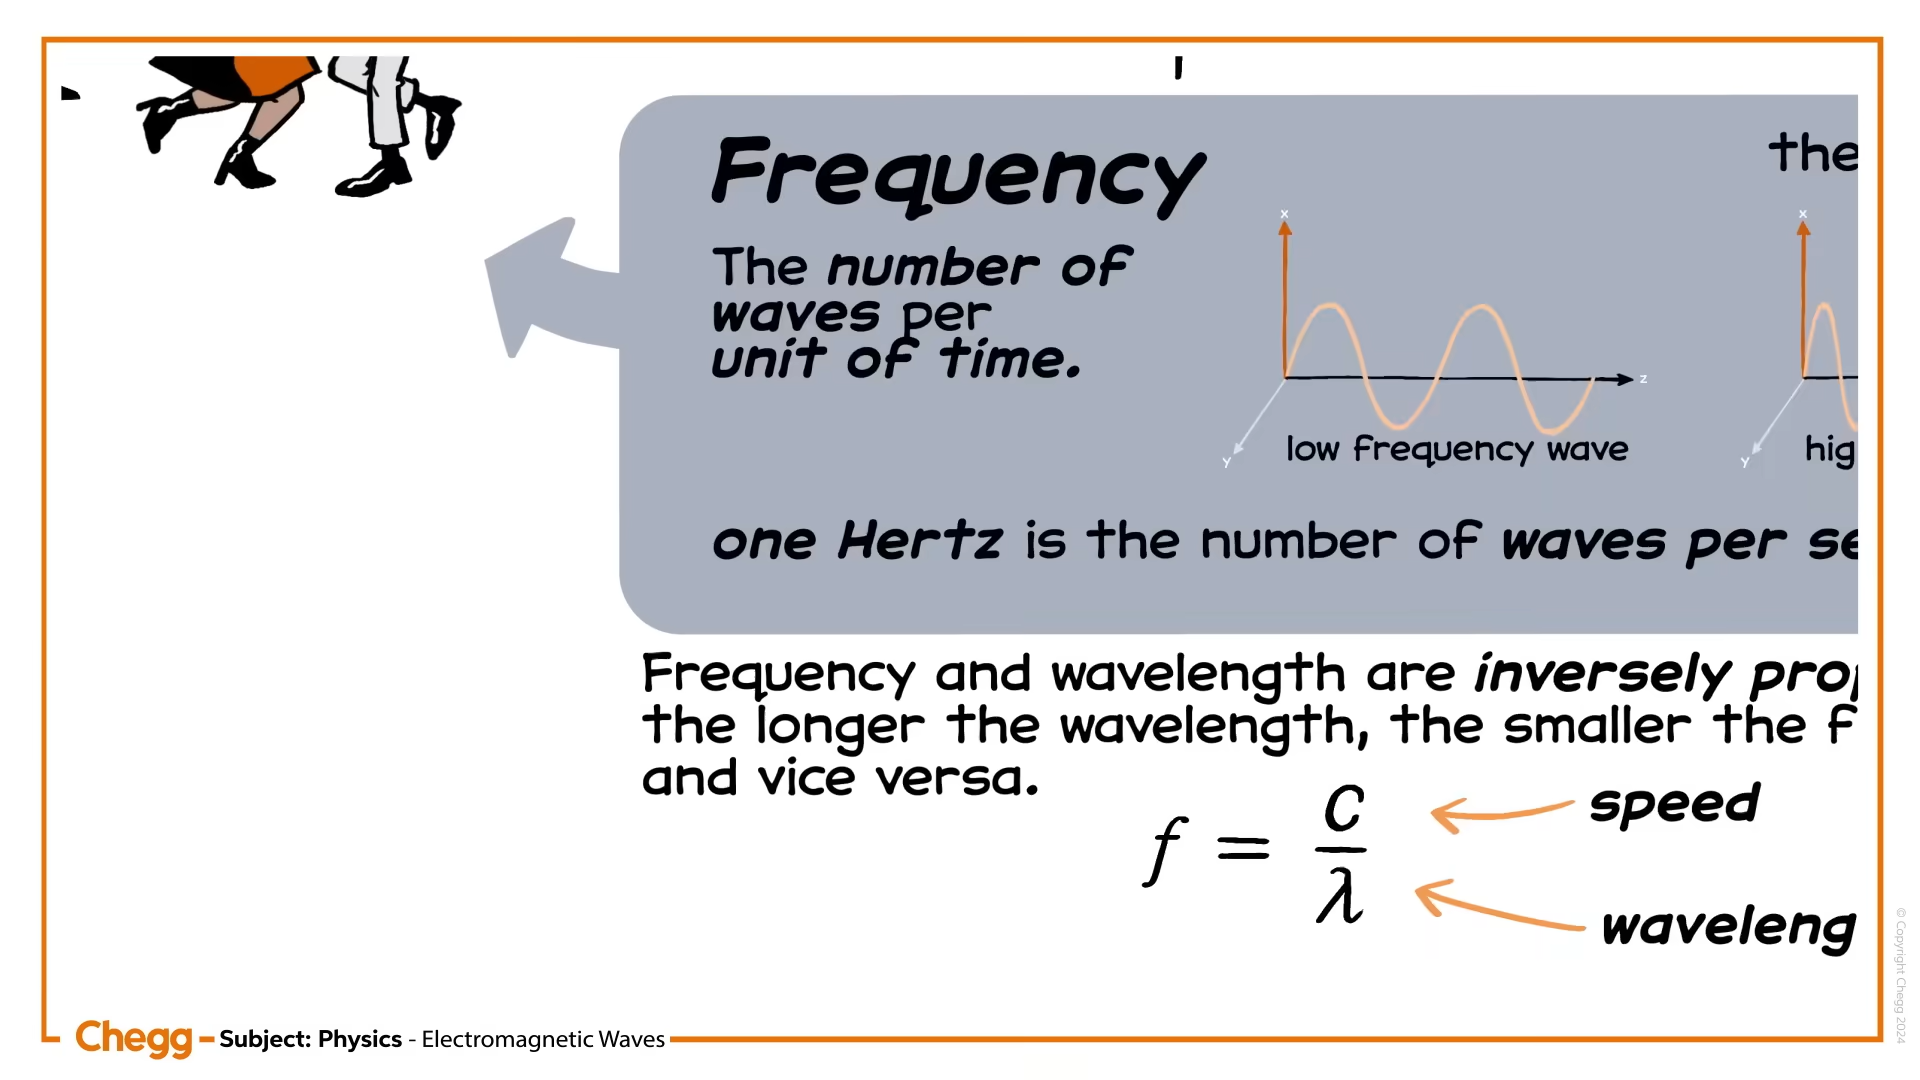 Frequency
the
The number of
waves per
unit of time.
x
z
y
low frequency wave
x
y
hig
one Hertz is the number of waves per se
Frequency and wavelength are inversely prop
the longer the wavelength, the smaller the f
and vice versa.
f = c/λ
speed
waveleng
Chegg Subject: Physics - Electromagnetic Waves
© Copyright Chegg 2024